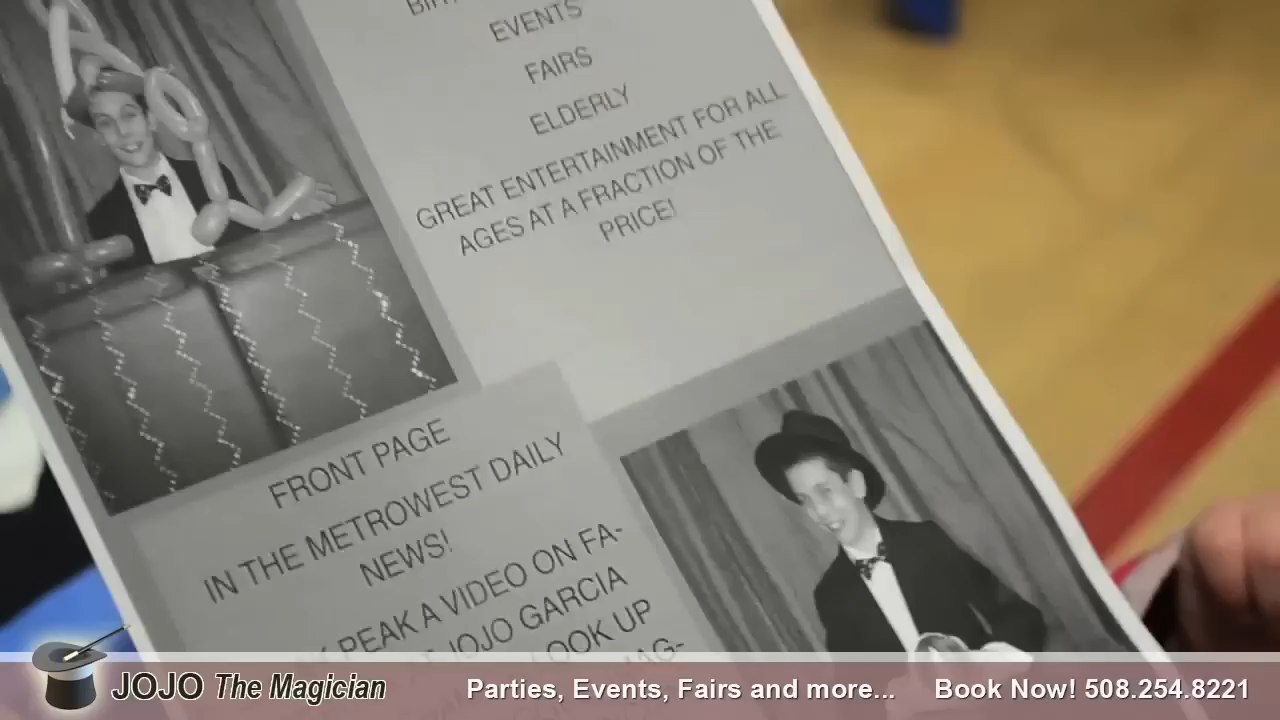 EVENTS
FAIRS
ELDERLY
GREAT ENTERTAINMENT FOR ALL
AGES AT A FRACTION OF THE
PRICE!
FRONT PAGE
IN THE METROWEST DAILY
NEWS!
PEAK A VIDEO ON FA-
JOJO GARCIA
LOOK UP
MAG-
JOJO The Magician
Parties, Events, Fairs and more...
Book Now! 508.254.8221